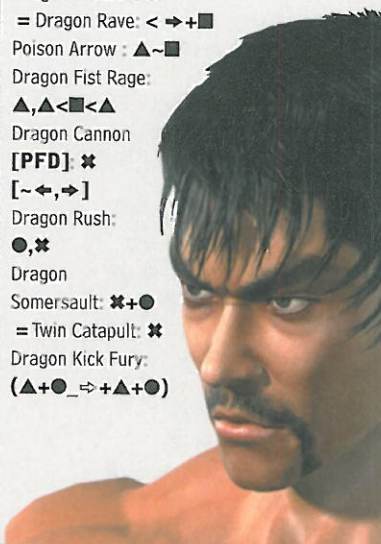 = Dragon Rave: < ➔+■
Poison Arrow : ▲~■
Dragon Fist Rage:
▲,▲<■<▲
Dragon Cannon
[PFD]: ✖
[~←,➔]
Dragon Rush:
●,✖
Dragon
Somersault: ✖+●
= Twin Catapult: ✖
Dragon Kick Fury:
(▲+●_⇨+▲+●)